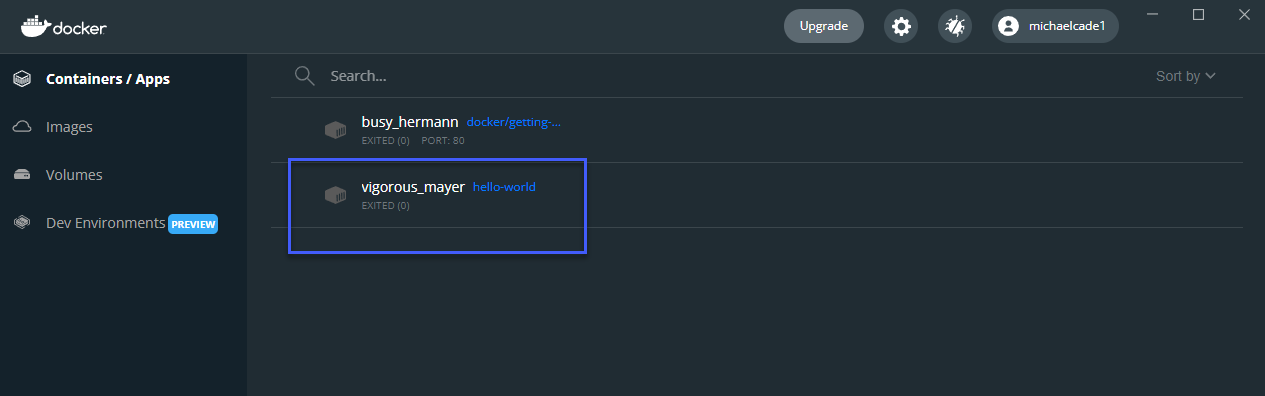 docker
Upgrade
michaelcade1
Containers / Apps
Images
Volumes
Dev Environments PREVIEW
Search...
Sort by
busy_hermann docker/getting-...
EXITED (0) PORT: 80
vigorous_mayer hello-world
EXITED (0)